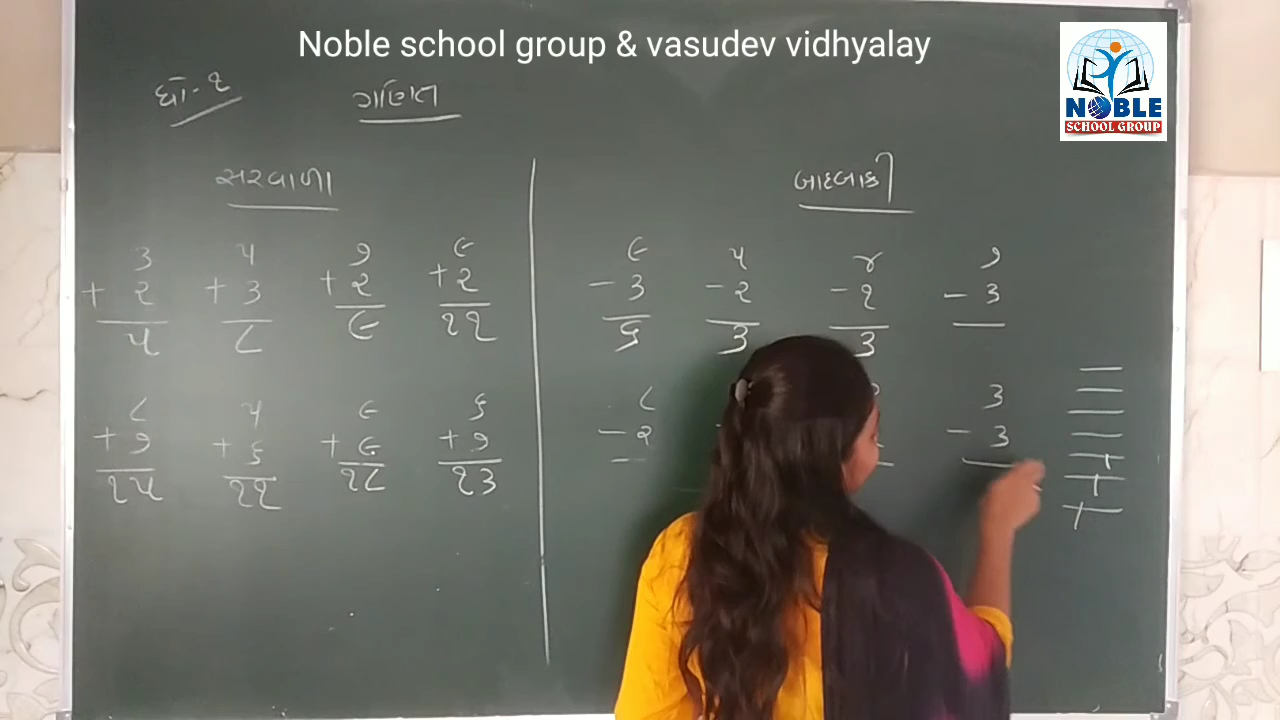 Noble school group & vasudev vidhyalay
NOBLE
SCHOOL GROUP
ધો-૧ ગણિત
સરવાળા
૩ ૫ ૭ ૯
+ ૨ + ૩ + ૨ + ૨
૫ ૮ ૯ ૧૧
૮ ૫ ૯ ૬
+ ૭ + ૬ + ૯ + ૭
૧૫ ૧૧ ૧૮ ૧૩
બાદબાકી
૯ ૫ ૪ ૭
- ૩ - ૨ - ૧ - ૩
૬ ૩ ૩
૮ ૩
- ૨ - ૩